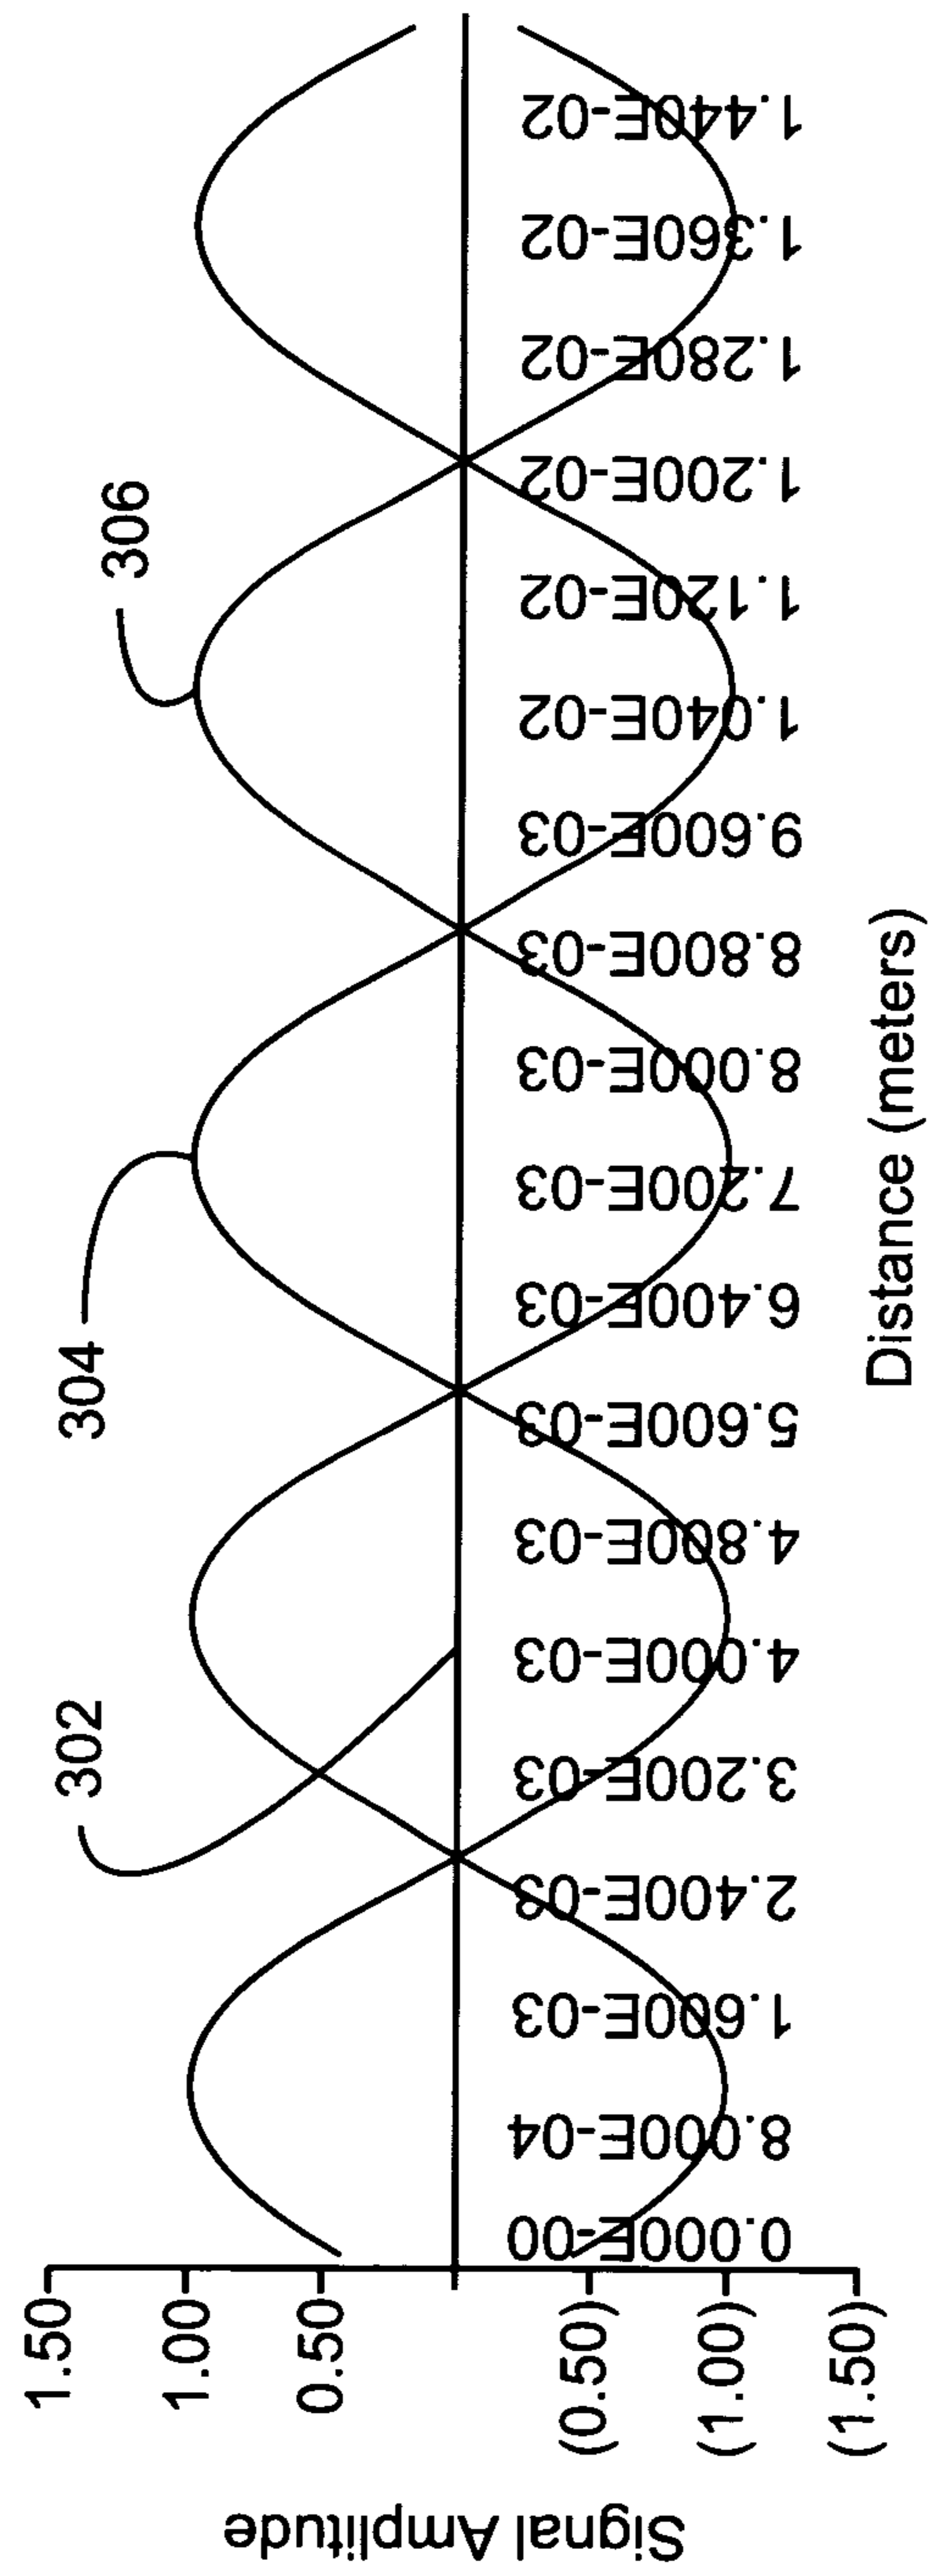 302
304
306
1.50
1.00
0.50
(0.50)
(1.00)
(1.50)
Signal Amplitude
0.000E-00
8.000E-04
1.600E-03
2.400E-03
3.200E-03
4.000E-03
4.800E-03
5.600E-03
6.400E-03
7.200E-03
8.000E-03
8.800E-03
9.600E-03
1.040E-02
1.120E-02
1.200E-02
1.280E-02
1.360E-02
1.440E-02
Distance (meters)